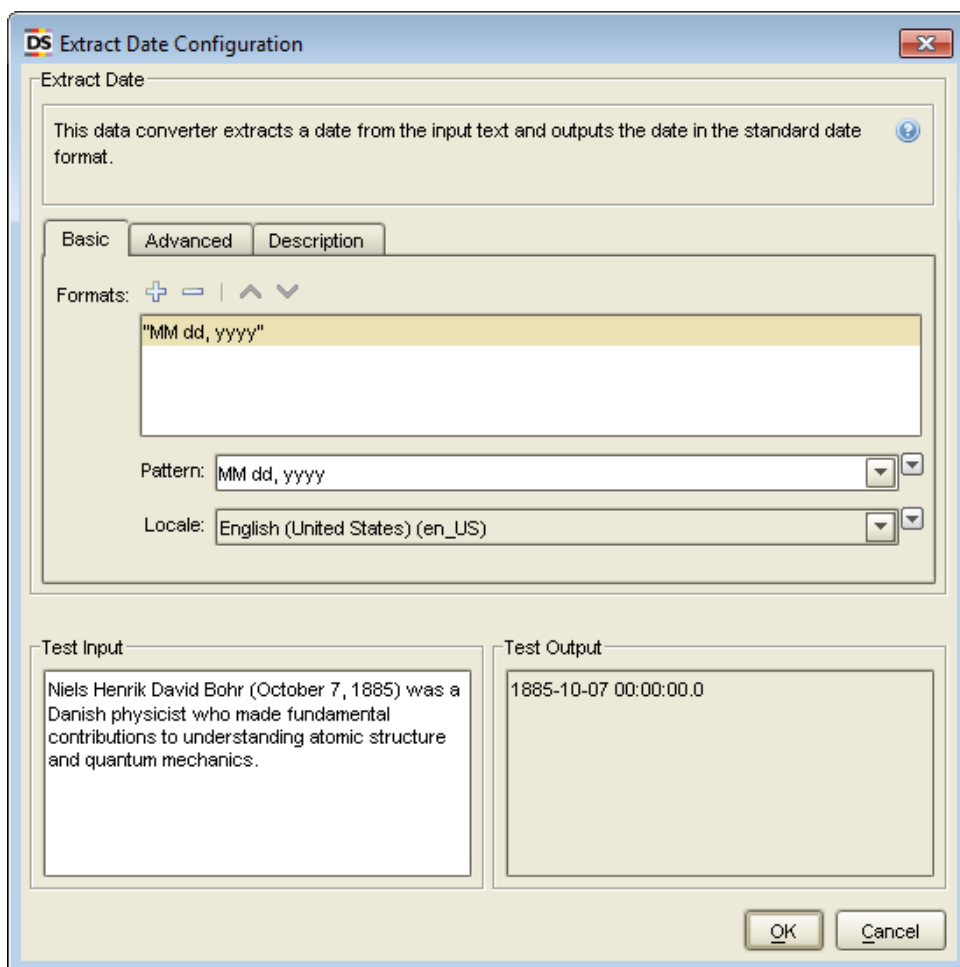 DS Extract Date Configuration
Extract Date
This data converter extracts a date from the input text and outputs the date in the standard date
format.
Basic Advanced Description
Formats:
"MM dd, yyyy"
Pattern: MM dd, yyyy
Locale: English (United States) (en_US)
Test Input
Niels Henrik David Bohr (October 7, 1885) was a
Danish physicist who made fundamental
contributions to understanding atomic structure
and quantum mechanics.
Test Output
1885-10-07 00:00:00.0
OK Cancel